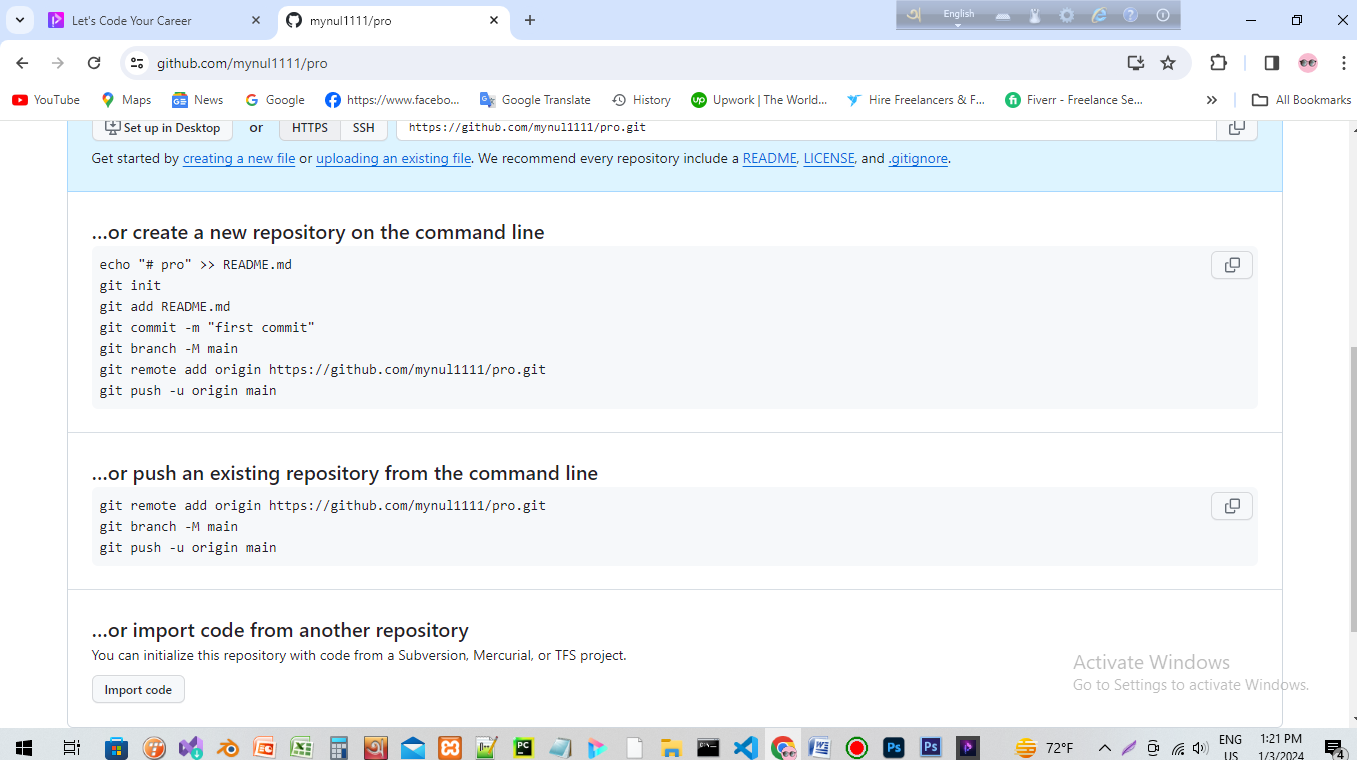 Let's Code Your Career
mynul1111/pro
English
github.com/mynul1111/pro
YouTube
Maps
News
Google
https://www.facebo...
Google Translate
History
Upwork | The World...
Hire Freelancers & F...
Fiverr - Freelance Se...
All Bookmarks
Set up in Desktop or HTTPS SSH https://github.com/mynul1111/pro.git
Get started by creating a new file or uploading an existing file. We recommend every repository include a README, LICENSE, and .gitignore.
…or create a new repository on the command line
echo "# pro" >> README.md
git init
git add README.md
git commit -m "first commit"
git branch -M main
git remote add origin https://github.com/mynul1111/pro.git
git push -u origin main
…or push an existing repository from the command line
git remote add origin https://github.com/mynul1111/pro.git
git branch -M main
git push -u origin main
…or import code from another repository
You can initialize this repository with code from a Subversion, Mercurial, or TFS project.
Import code
Activate Windows
Go to Settings to activate Windows.
72°F
ENG
US
1:21 PM
1/3/2024
4